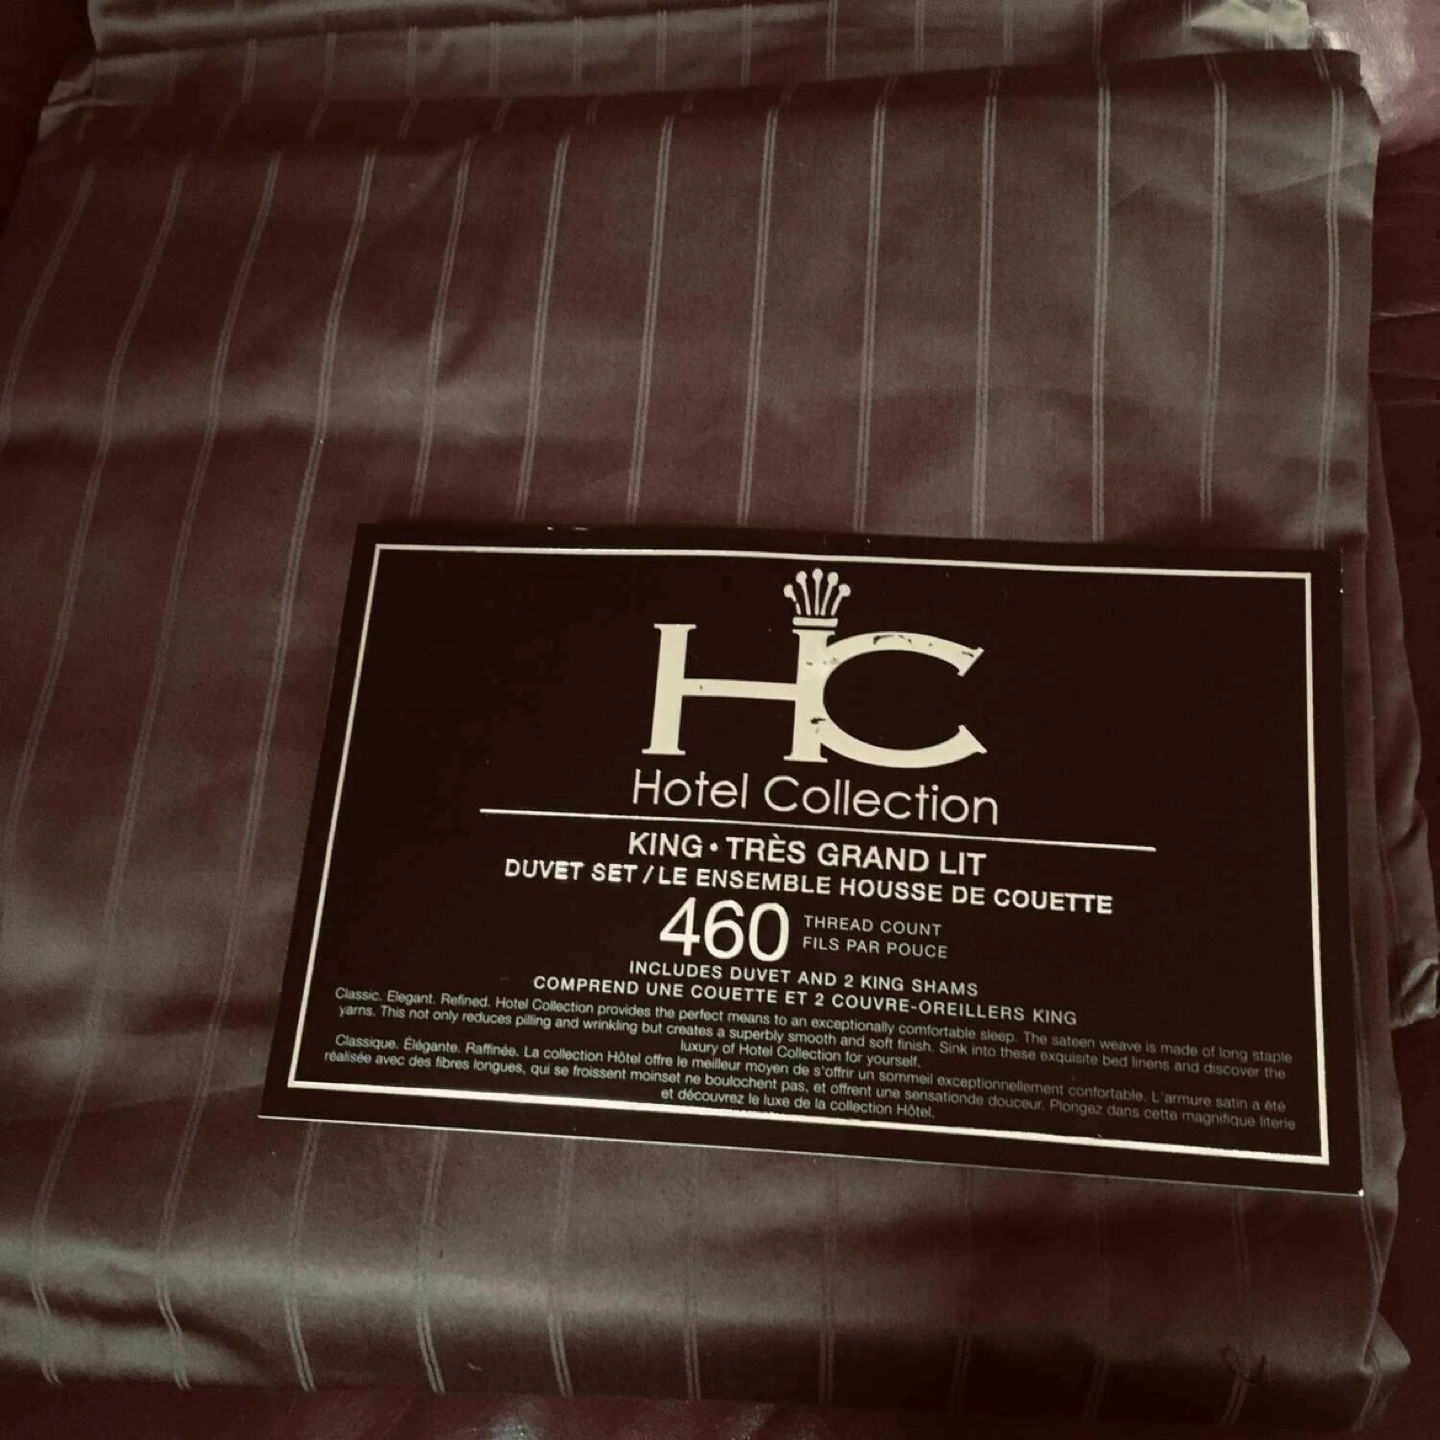 HC
Hotel Collection
KING • TRÈS GRAND LIT
DUVET SET / LE ENSEMBLE HOUSSE DE COUETTE
460 THREAD COUNT
FILS PAR POUCE
INCLUDES DUVET AND 2 KING SHAMS
COMPREND UNE COUETTE ET 2 COUVRE-OREILLERS KING
Classic. Elegant. Refined. Hotel Collection provides the perfect means to an exceptionally comfortable sleep. The sateen weave is made of long staple
yarns. This not only reduces pilling and wrinkling but creates a superbly smooth and soft finish. Sink into these exquisite bed linens and discover the
luxury of Hotel Collection for yourself.
Classique. Élégante. Raffinée. La collection Hôtel offre le meilleur moyen de s'offrir un sommeil exceptionnellement confortable. L'armure satin a été
réalisée avec des fibres longues, qui se froissent moinset ne boulochent pas, et offrent une sensationde douceur. Plongez dans cette magnifique literie
et découvrez le luxe de la collection Hôtel.